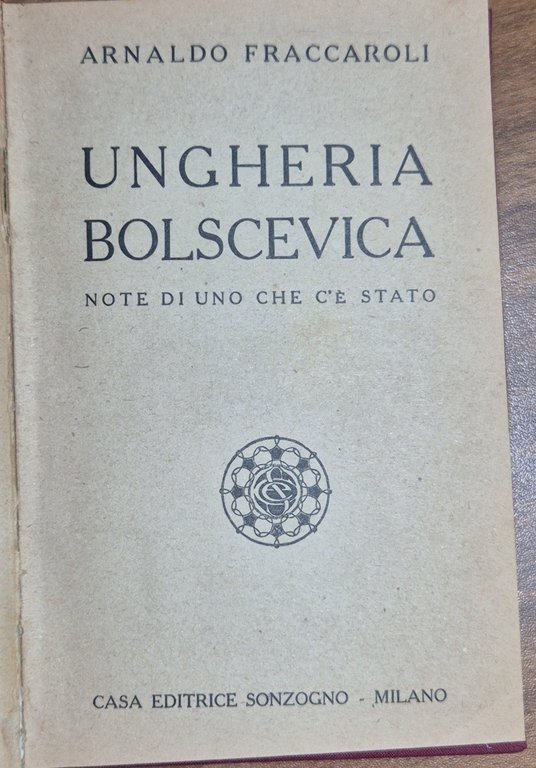 ARNALDO FRACCAROLI
UNGHERIA
BOLSCEVICA
NOTE DI UNO CHE C'È STATO
CASA EDITRICE SONZOGNO - MILANO